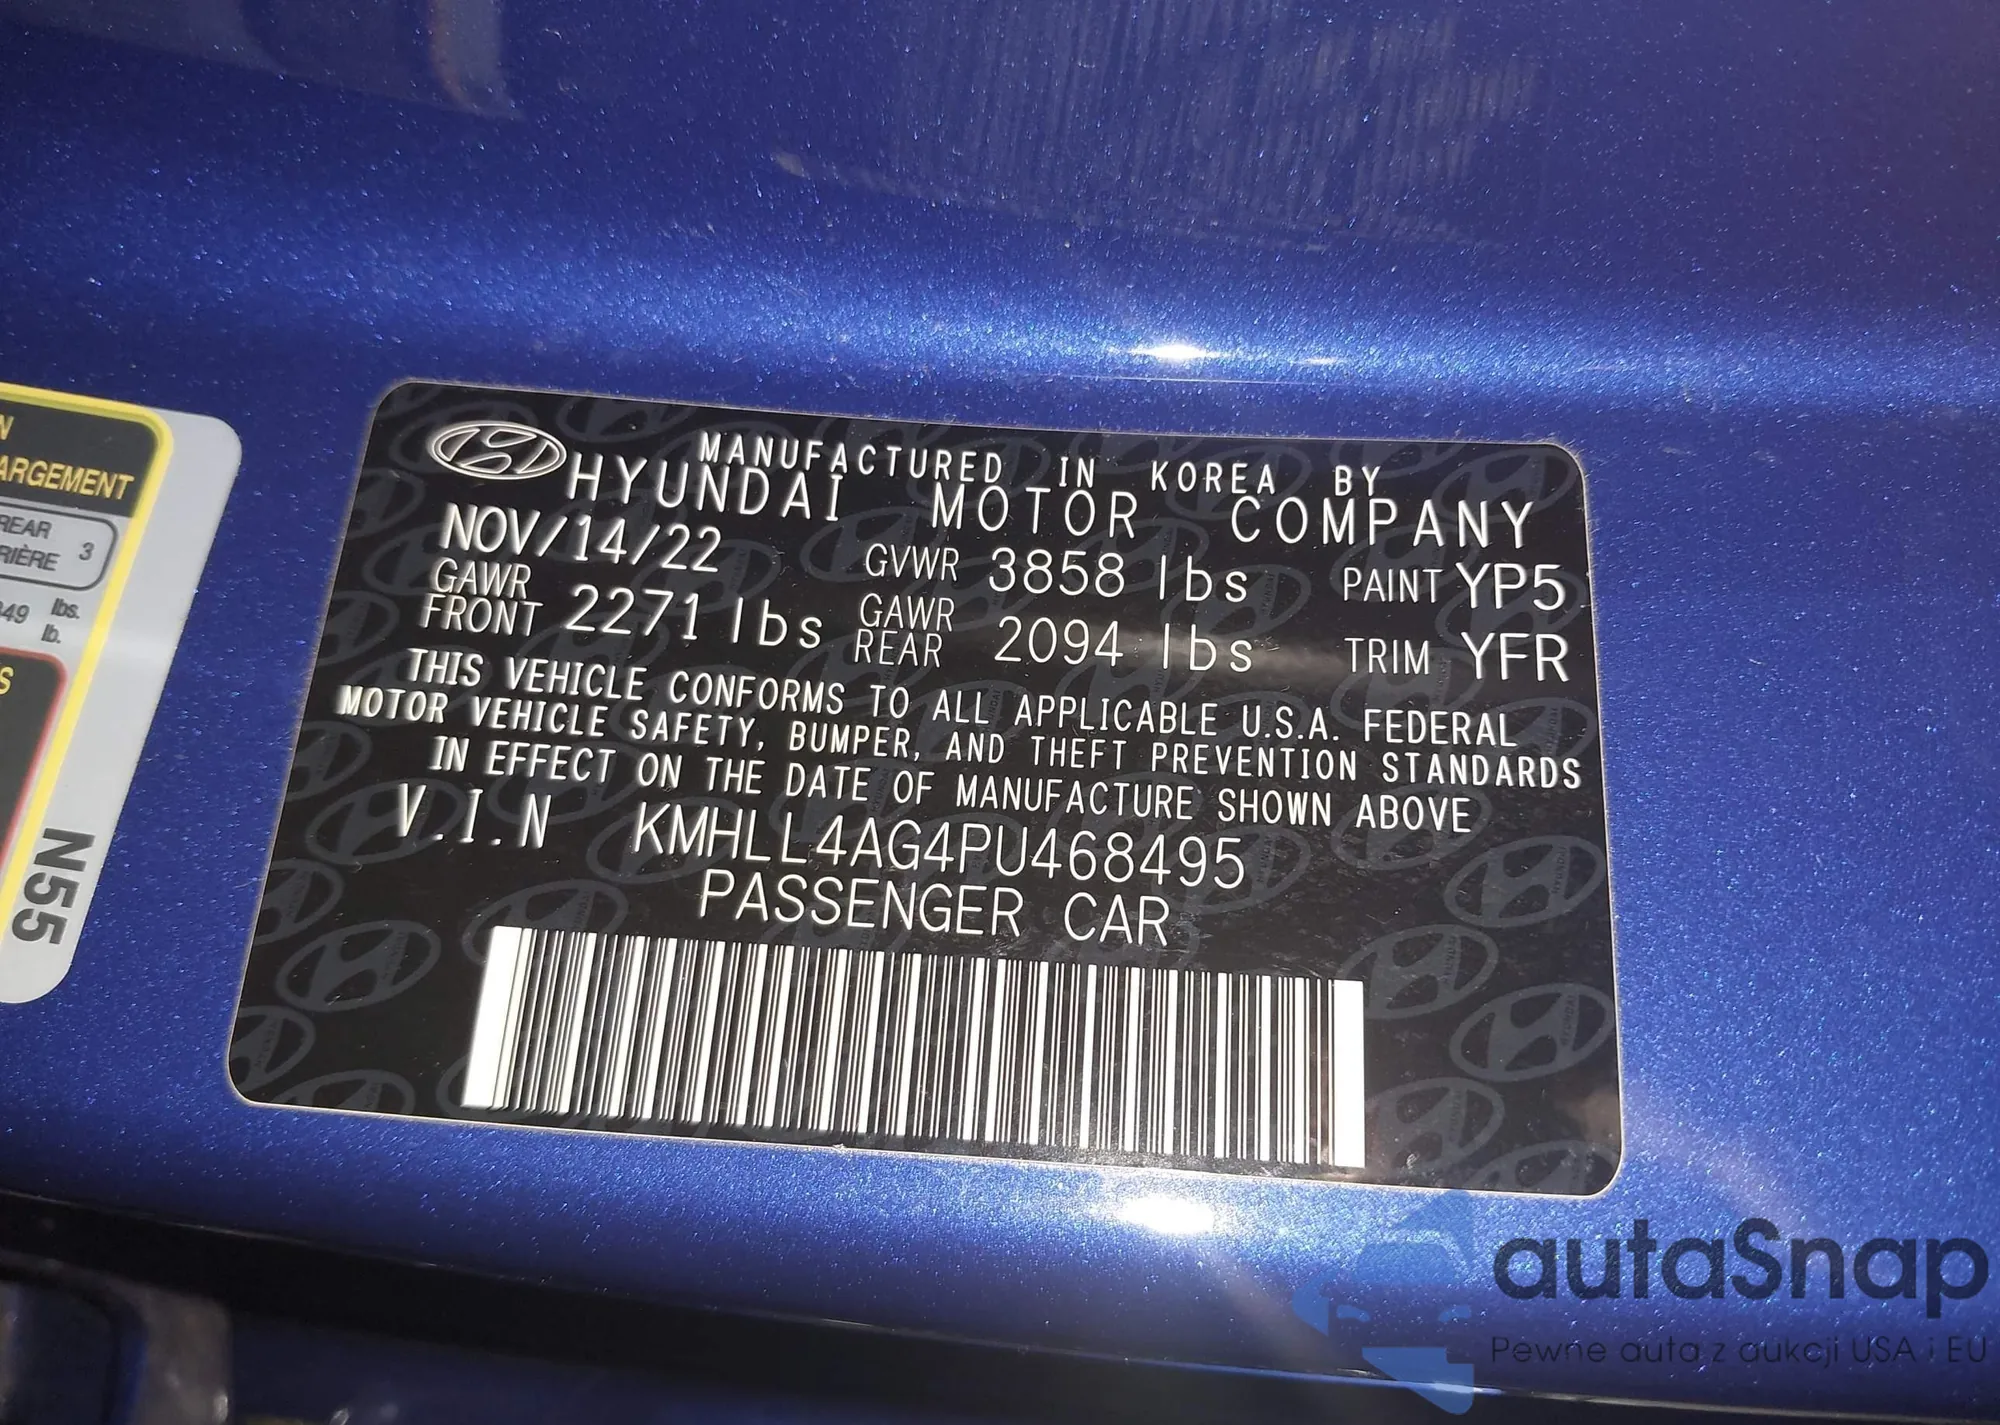 N
ARGEMENT
REAR
RIÈRE 3
349 lbs.
lb.
S
N55
MANUFACTURED IN KOREA BY
HYUNDAI MOTOR COMPANY
NOV/14/22 GVWR 3858 lbs PAINT YP5
GAWR FRONT 2271 lbs GAWR REAR 2094 lbs TRIM YFR
THIS VEHICLE CONFORMS TO ALL APPLICABLE U.S.A. FEDERAL
MOTOR VEHICLE SAFETY, BUMPER, AND THEFT PREVENTION STANDARDS
IN EFFECT ON THE DATE OF MANUFACTURE SHOWN ABOVE
V.I.N KMHLL4AG4PU468495
PASSENGER CAR
autaSnap
Pewne auta z aukcji USA i EU